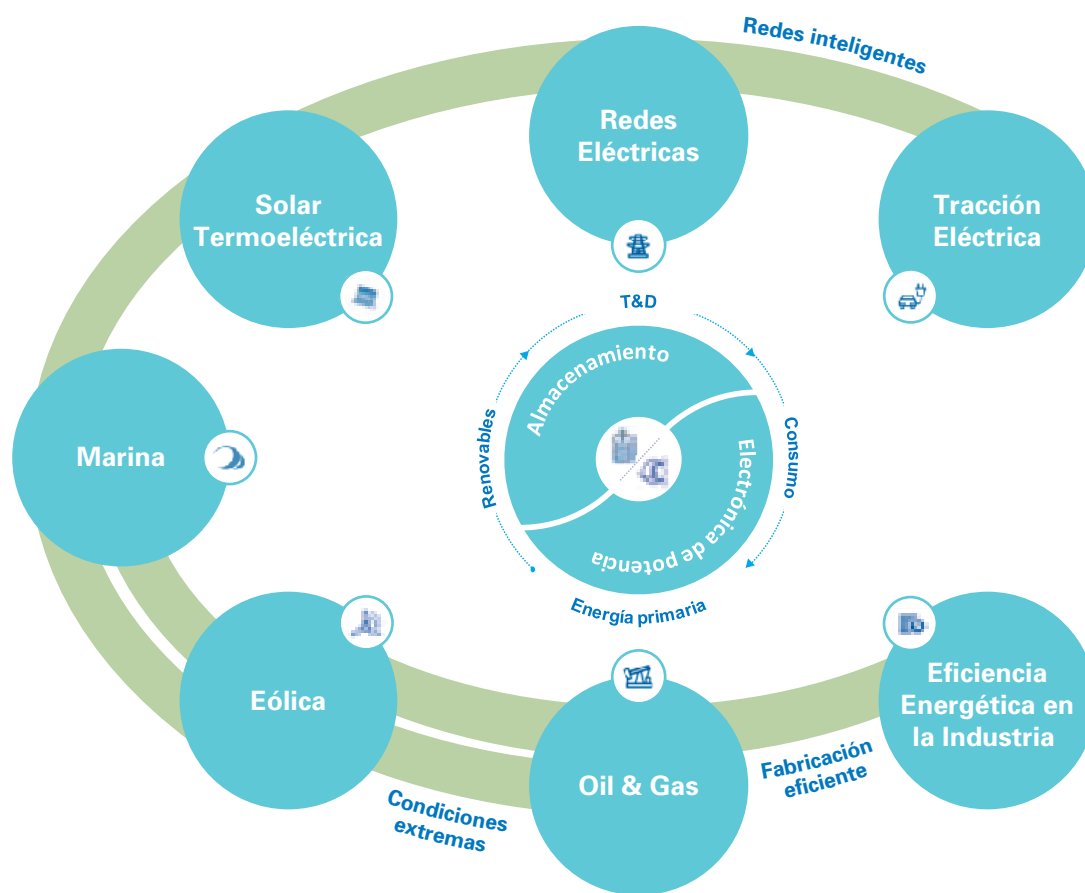 Redes inteligentes
Redes
Eléctricas
Solar
Termoeléctrica
Tracción
Eléctrica
T&D
Almacenamiento
Renovables
Consumo
Marina
Electrónica de potencia
Energía primaria
Eólica
Eficiencia
Energética en
la Industria
Oil & Gas
Fabricación
eficiente
Condiciones
extremas